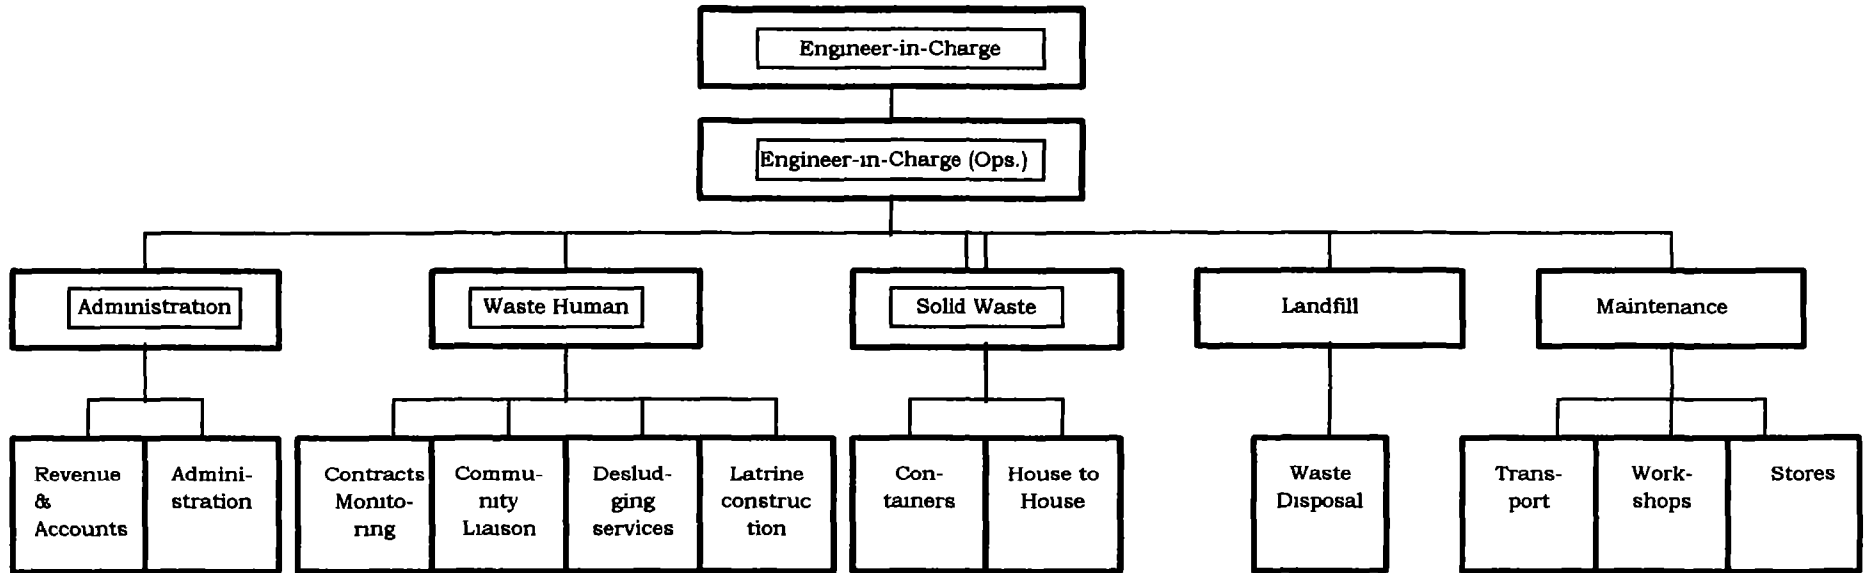 Engineer-in-Charge
Engineer-in-Charge (Ops.)
Administration
Waste Human
Solid Waste
Landfill
Maintenance
Revenue
&
Accounts
Admini-
stration
Contracts
Monito-
ring
Commu-
nity
Liaison
Deslud-
ging
services
Latrine
construc
tion
Con-
tainers
House to
House
Waste
Disposal
Trans-
port
Work-
shops
Stores